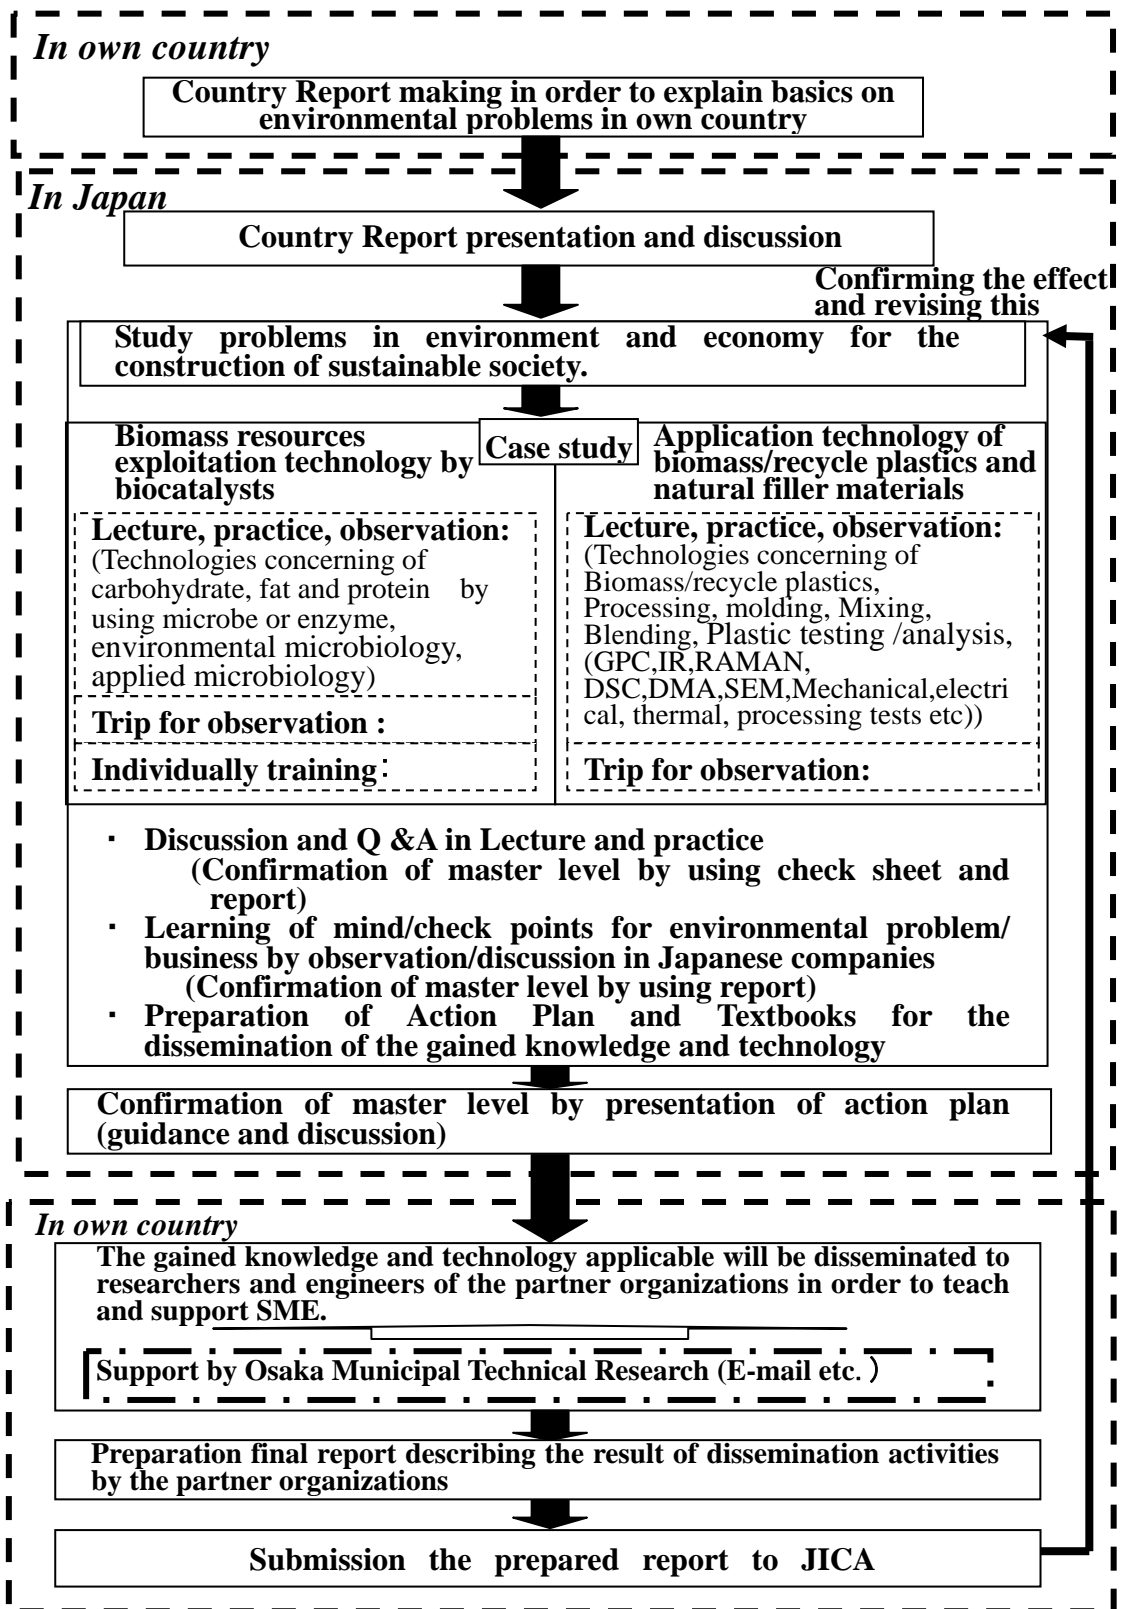 In own country
Country Report making in order to explain basics on
environmental problems in own country
In Japan
Country Report presentation and discussion
Confirming the effect
and revising this
Study problems in environment and economy for the
construction of sustainable society.
Case study
Biomass resources
exploitation technology by
biocatalysts
Lecture, practice, observation:
(Technologies concerning of
carbohydrate, fat and protein by
using microbe or enzyme,
environmental microbiology,
applied microbiology)
Trip for observation :
Individually training:
Application technology of
biomass/recycle plastics and
natural filler materials
Lecture, practice, observation:
(Technologies concerning of
Biomass/recycle plastics,
Processing, molding, Mixing,
Blending, Plastic testing /analysis,
(GPC,IR,RAMAN,
DSC,DMA,SEM,Mechanical,electri
cal, thermal, processing tests etc))
Trip for observation:
· Discussion and Q &A in Lecture and practice
(Confirmation of master level by using check sheet and
report)
· Learning of mind/check points for environmental problem/
business by observation/discussion in Japanese companies
(Confirmation of master level by using report)
· Preparation of Action Plan and Textbooks for the
dissemination of the gained knowledge and technology
Confirmation of master level by presentation of action plan
(guidance and discussion)
In own country
The gained knowledge and technology applicable will be disseminated to
researchers and engineers of the partner organizations in order to teach
and support SME.
Support by Osaka Municipal Technical Research (E-mail etc. )
Preparation final report describing the result of dissemination activities
by the partner organizations
Submission the prepared report to JICA